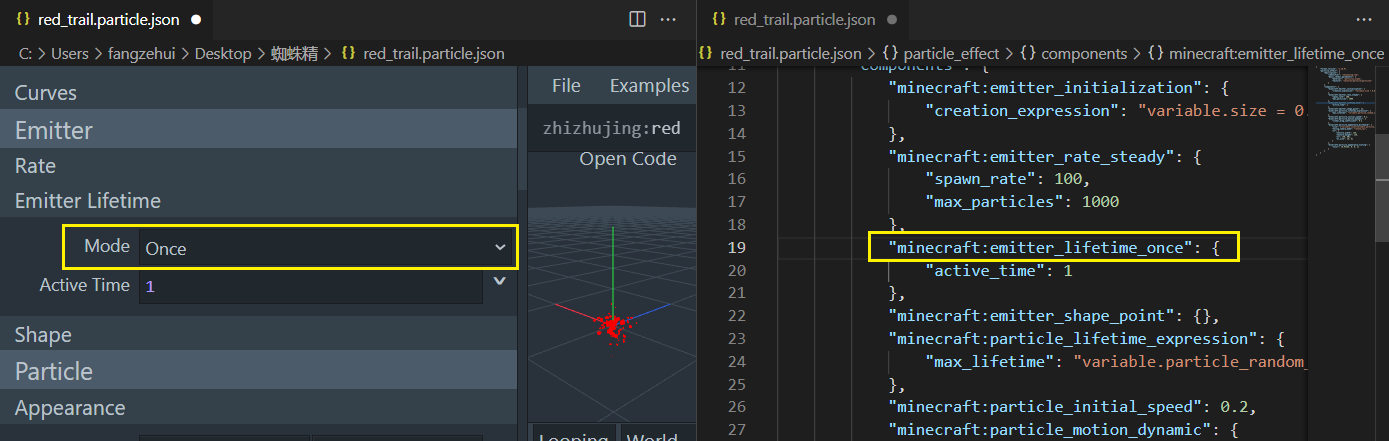 {} red_trail.particle.json ●
C: > Users > fangzehui > Desktop > 蜘蛛精 > {} red_trail.particle.json
Curves
Emitter
Rate
Emitter Lifetime
Mode Once
Active Time 1
Shape
Particle
Appearance
File Examples
zhizhujing:red
Open Code
Looping World
{} red_trail.particle.json ●
{} red_trail.particle.json > {} particle_effect > {} components > {} minecraft:emitter_lifetime_once
11 "components": {
12 "minecraft:emitter_initialization": {
13 "creation_expression": "variable.size = 0.
14 },
15 "minecraft:emitter_rate_steady": {
16 "spawn_rate": 100,
17 "max_particles": 1000
18 },
19 "minecraft:emitter_lifetime_once": {
20 "active_time": 1
21 },
22 "minecraft:emitter_shape_point": {},
23 "minecraft:particle_lifetime_expression": {
24 "max_lifetime": "variable.particle_random_
25 },
26 "minecraft:particle_initial_speed": 0.2,
27 "minecraft:particle_motion_dynamic": {